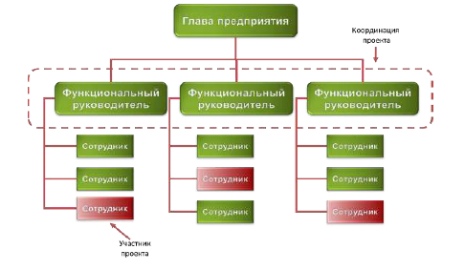 Глава предприятия
Координация
проекта
Функциональный
руководитель
Функциональный
руководитель
Функциональный
руководитель
Сотрудник
Сотрудник
Сотрудник
Сотрудник
Сотрудник
Сотрудник
Сотрудник
Сотрудник
Сотрудник
Участник
проекта